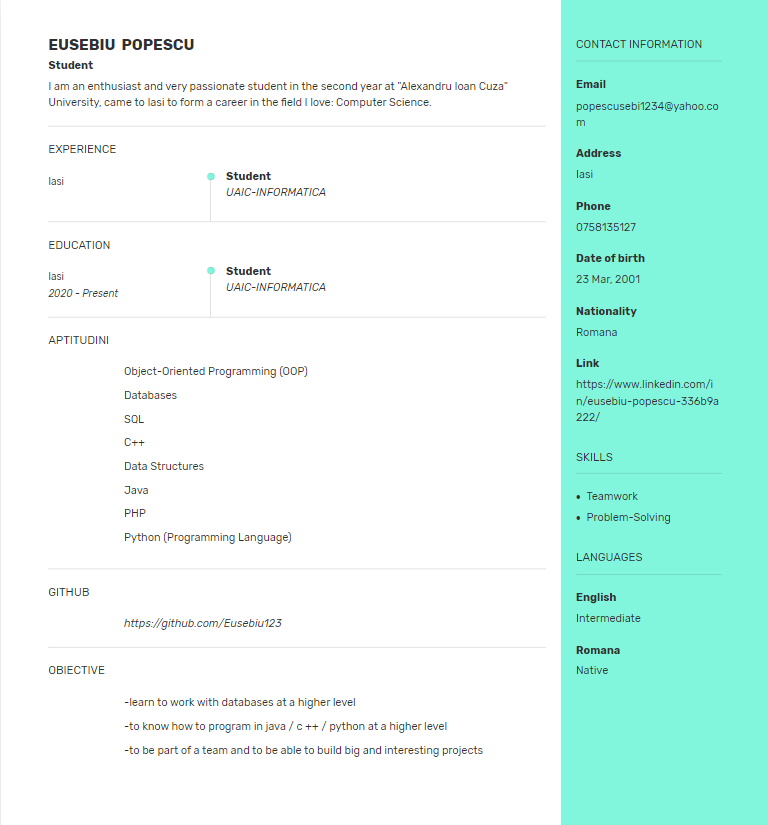 EUSEBIU POPESCU
Student
I am an enthusiast and very passionate student in the second year at "Alexandru Ioan Cuza"
University, came to Iasi to form a career in the field I love: Computer Science.
EXPERIENCE
Iasi
Student
UAIC-INFORMATICA
EDUCATION
Iasi
2020 - Present
Student
UAIC-INFORMATICA
APTITUDINI
Object-Oriented Programming (OOP)
Databases
SQL
C++
Data Structures
Java
PHP
Python (Programming Language)
GITHUB
https://github.com/Eusebiu123
OBIECTIVE
-learn to work with databases at a higher level
-to know how to program in java / c ++ / python at a higher level
-to be part of a team and to be able to build big and interesting projects
CONTACT INFORMATION
Email
popescusebi1234@yahoo.co
m
Address
Iasi
Phone
0758135127
Date of birth
23 Mar, 2001
Nationality
Romana
Link
https://www.linkedin.com/i
n/eusebiu-popescu-336b9a
222/
SKILLS
• Teamwork
• Problem-Solving
LANGUAGES
English
Intermediate
Romana
Native